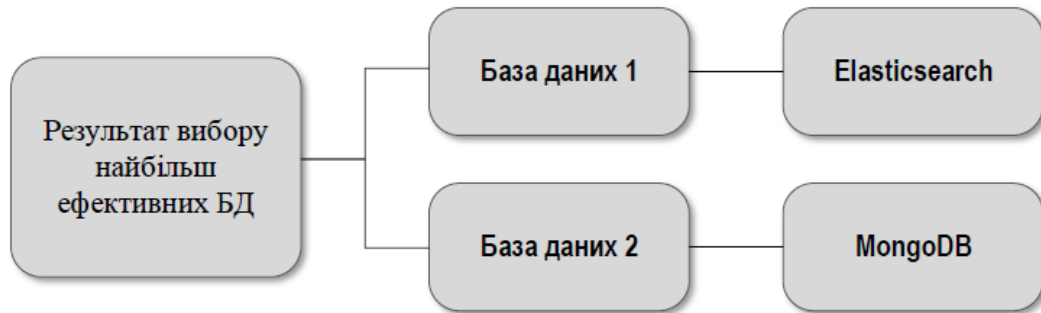 Результат вибору
найбільш
ефективних БД
База даних 1
Elasticsearch
База даних 2
MongoDB